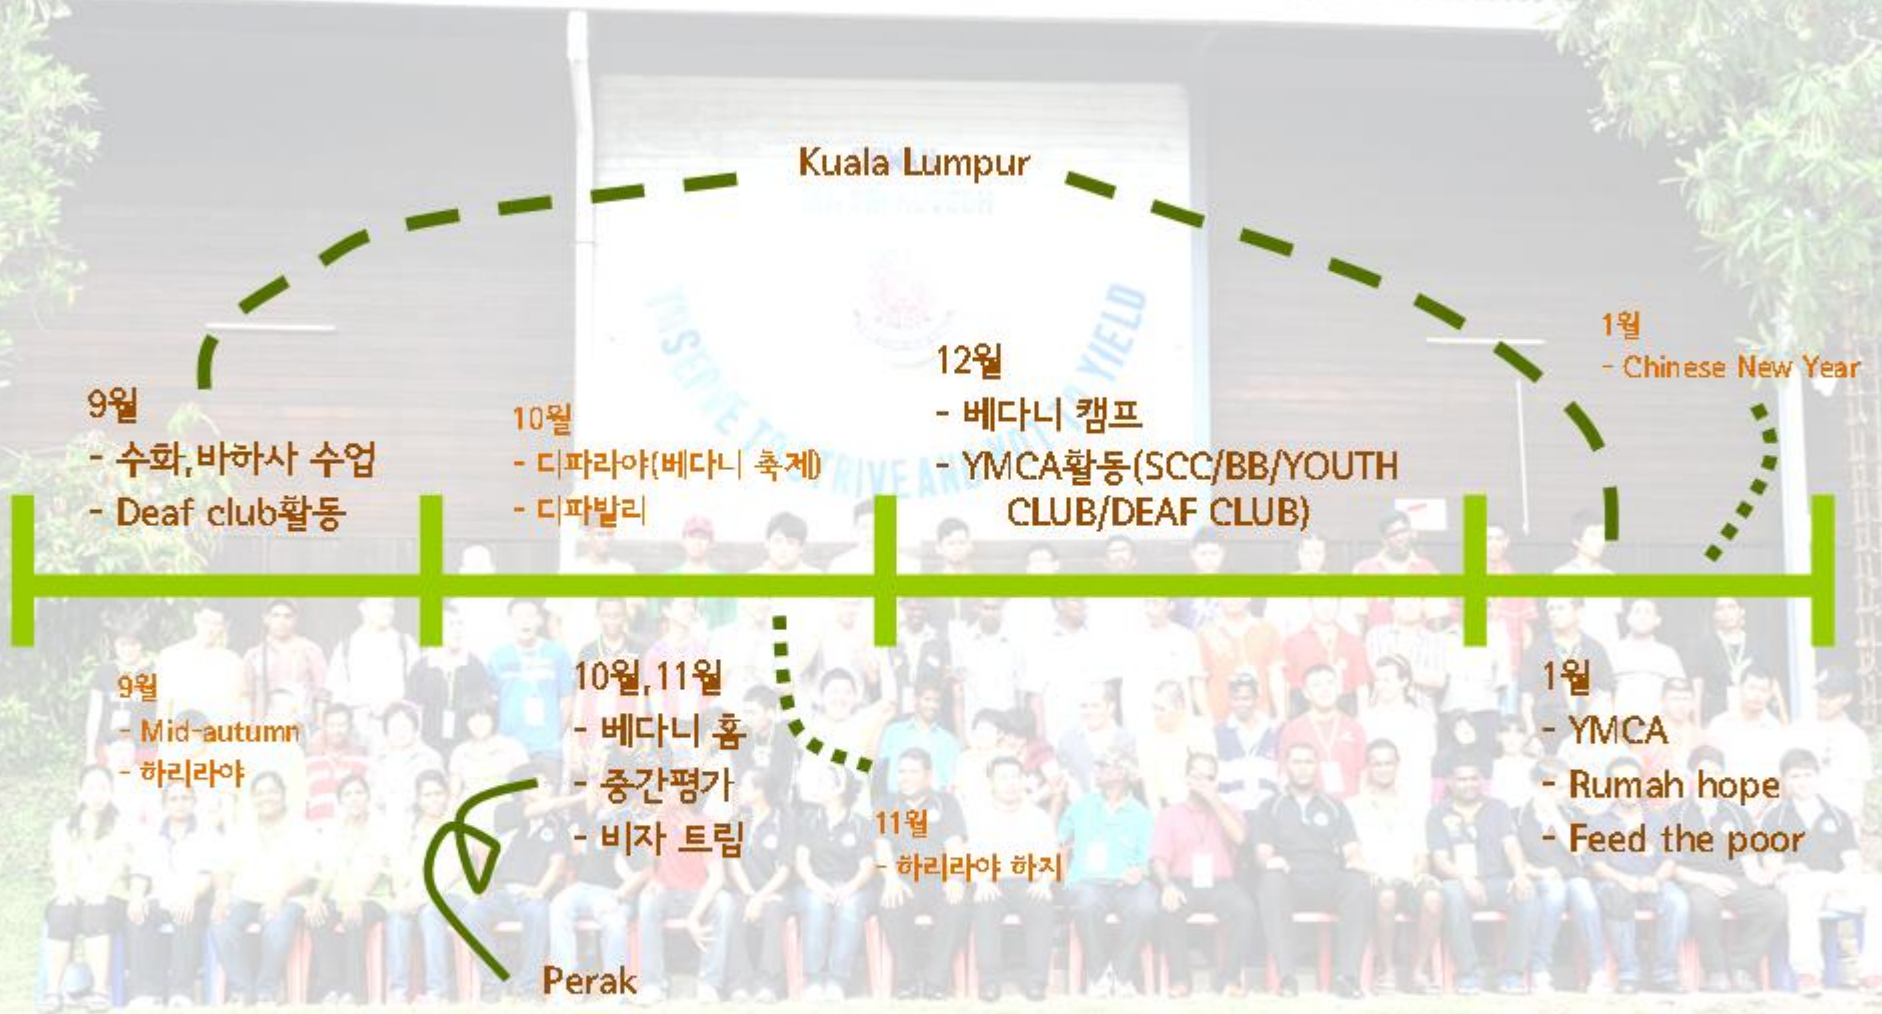 Kuala Lumpur
1월
- Chinese New Year
12월
- 베다니 캠프
- YMCA활동(SCC/BB/YOUTH
CLUB/DEAF CLUB)
9월
- 수화,바하사 수업
- Deaf club활동
10월
- 디파라야(베다니 축제)
- 디파발리
9월
- Mid-autumn
- 하리라야
10월,11월
- 베다니 홈
- 중간평가
- 비자 트립
11월
- 하리라야 하지
1월
- YMCA
- Rumah hope
- Feed the poor
Perak